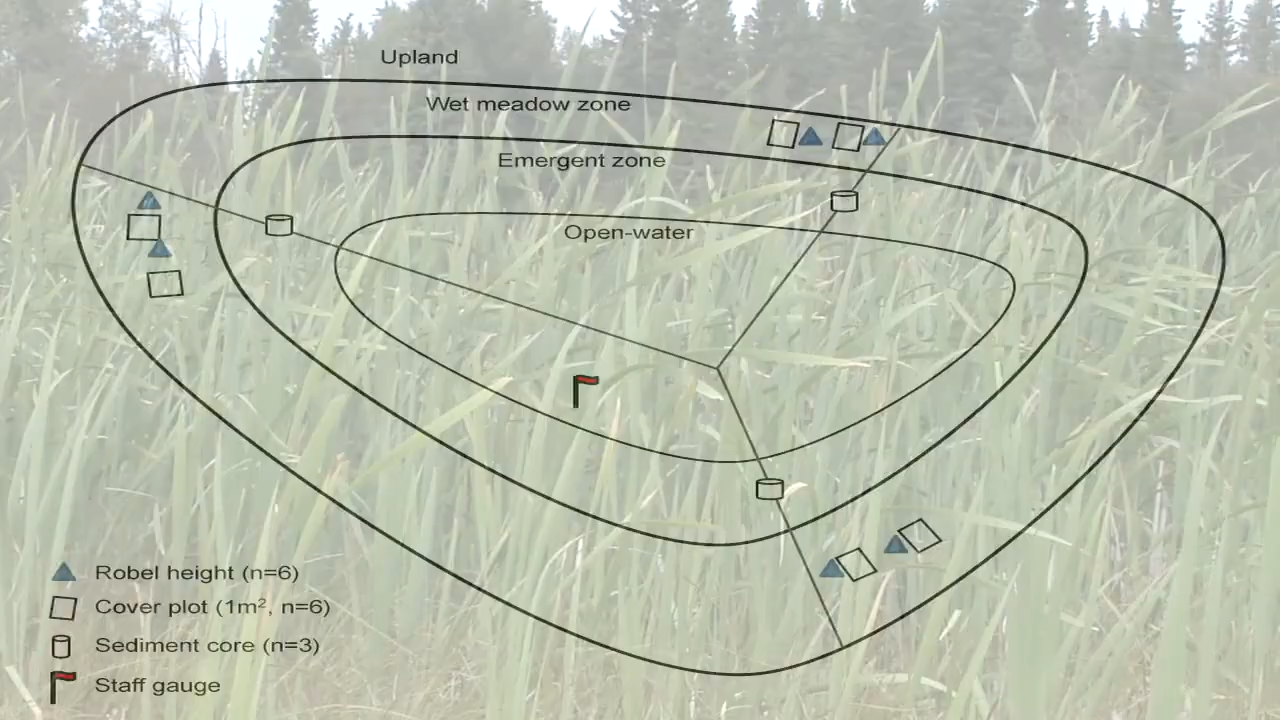 Upland
Wet meadow zone
Emergent zone
Open-water
Robel height (n=6)
Cover plot (1m², n=6)
Sediment core (n=3)
Staff gauge